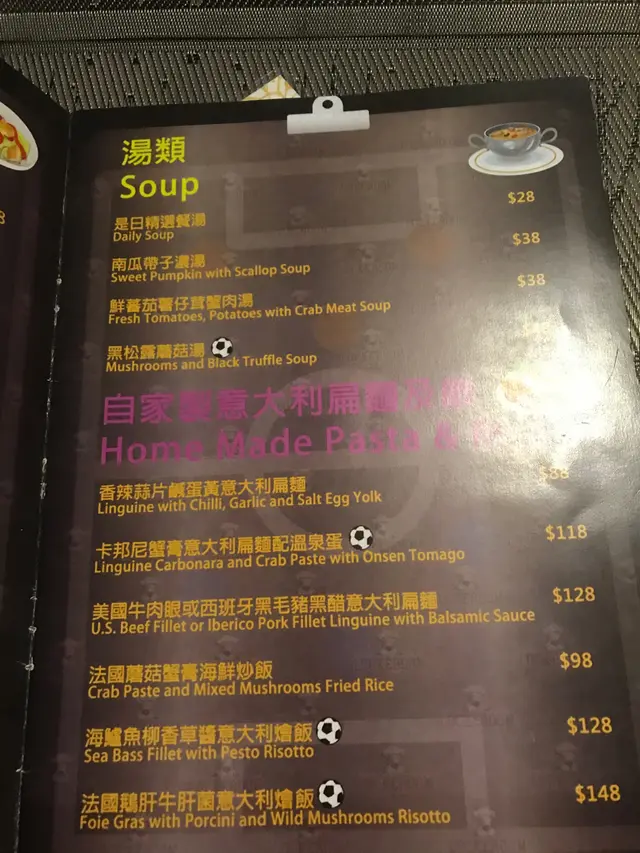 湯類
Soup
是日精選餐湯 $28
Daily Soup
南瓜帶子濃湯 $38
Sweet Pumpkin with Scallop Soup
鮮蕃茄薯仔茸蟹肉湯 $38
Fresh Tomatoes, Potatoes with Crab Meat Soup
黑松露蘑菇湯
Mushrooms and Black Truffle Soup
自家製意大利扁麵
Home Made Pasta &
香辣蒜片鹹蛋黃意大利扁麵 $88
Linguine with Chilli, Garlic and Salt Egg Yolk
卡邦尼蟹膏意大利扁麵配溫泉蛋 $118
Linguine Carbonara and Crab Paste with Onsen Tomago
美國牛肉眼或西班牙黑毛豬黑醋意大利扁麵 $128
U.S. Beef Fillet or Iberico Pork Fillet Linguine with Balsamic Sauce
法國蘑菇蟹膏海鮮炒飯 $98
Crab Paste and Mixed Mushrooms Fried Rice
海鱸魚柳香草醬意大利燴飯 $128
Sea Bass Fillet with Pesto Risotto
法國鵝肝牛肝菌意大利燴飯 $148
Foie Gras with Porcini and Wild Mushrooms Risotto